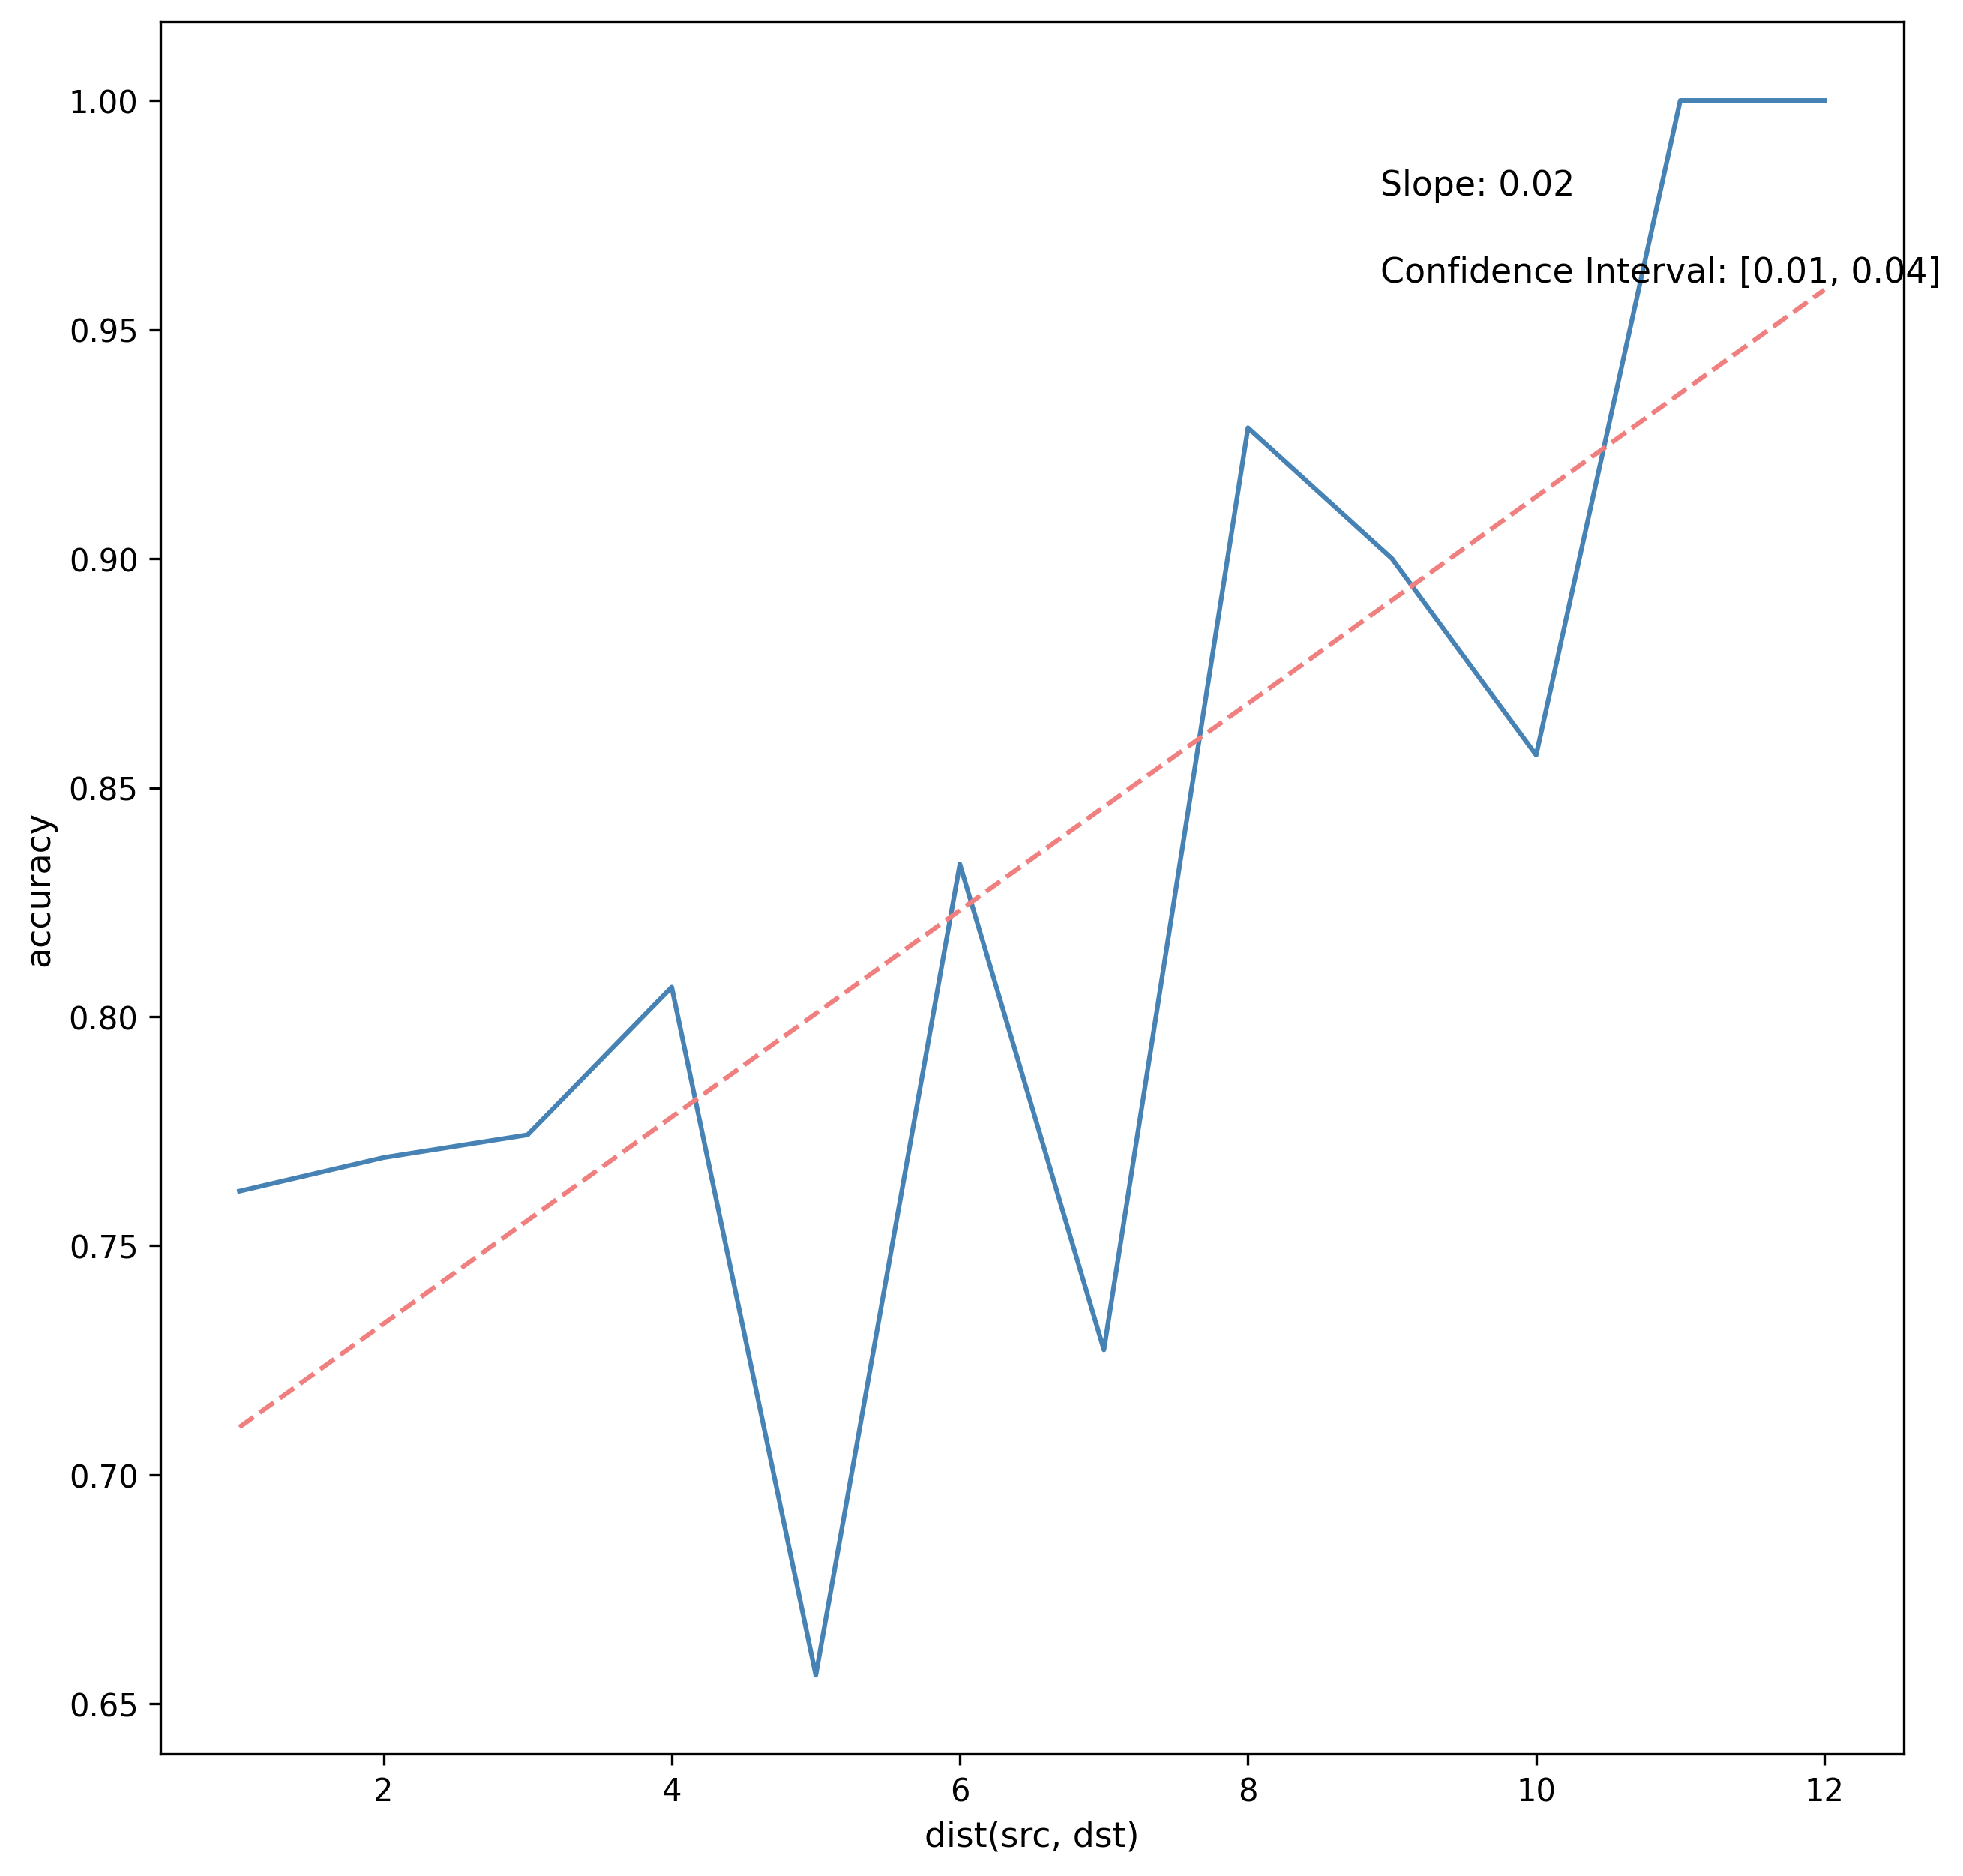 1.00
Slope: 0.02
Confidence Interval: [0.01, 0.04]
0.95
0.90
0.85
accuracy
0.80
0.75
0.70
0.65
2 4 6 8 10 12
dist(src, dst)